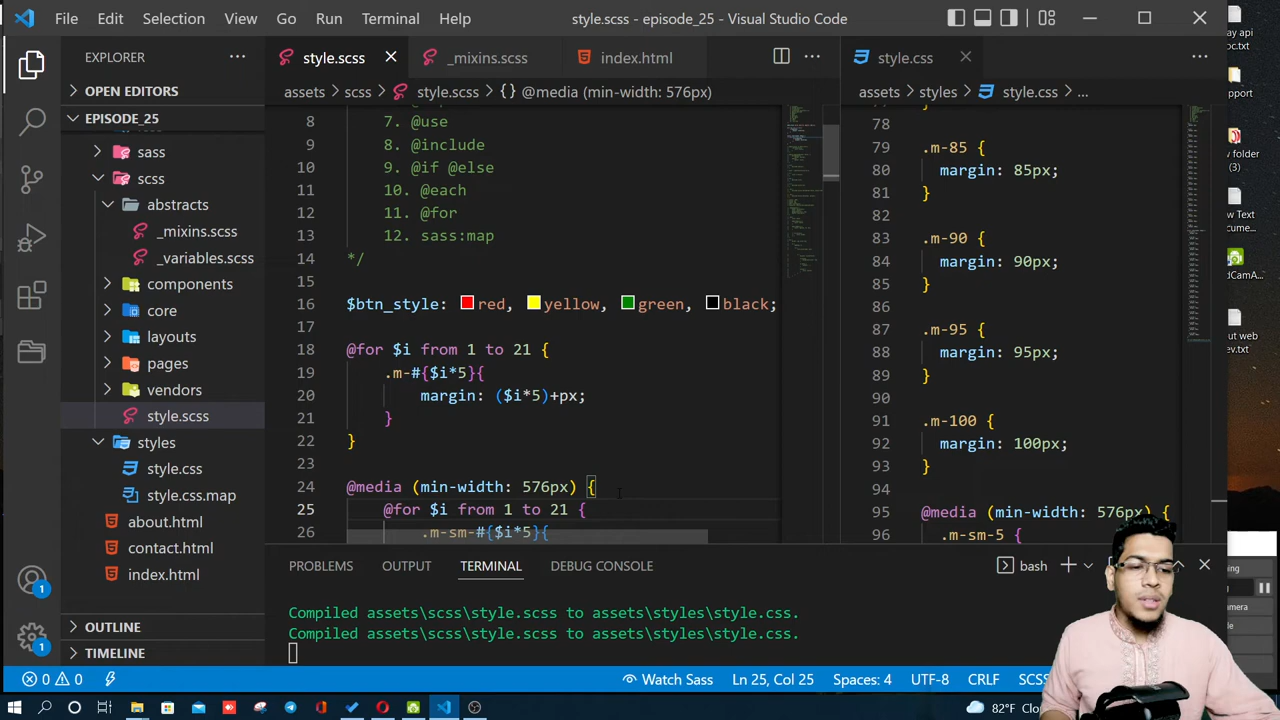 File Edit Selection View Go Run Terminal Help style.scss - episode_25 - Visual Studio Code
EXPLORER
OPEN EDITORS
EPISODE_25
sass
scss
abstracts
_mixins.scss
_variables.scss
components
core
layouts
pages
vendors
style.scss
styles
style.css
style.css.map
about.html
contact.html
index.html
OUTLINE
TIMELINE
style.scss _mixins.scss index.html
assets > scss > style.scss > {} @media (min-width: 576px)
8 7. @use
9 8. @include
10 9. @if @else
11 10. @each
12 11. @for
13 12. sass:map
14 */
15
16 $btn_style: red, yellow, green, black;
17
18 @for $i from 1 to 21 {
19 .m-#{$i*5}{
20 margin: ($i*5)+px;
21 }
22 }
23
24 @media (min-width: 576px) {
25 @for $i from 1 to 21 {
26 .m-sm-#{$i*5}{
style.css
assets > styles > style.css > ...
78
79 .m-85 {
80 margin: 85px;
81 }
82
83 .m-90 {
84 margin: 90px;
85 }
86
87 .m-95 {
88 margin: 95px;
89 }
90
91 .m-100 {
92 margin: 100px;
93 }
94
95 @media (min-width: 576px) {
96 .m-sm-5 {
PROBLEMS OUTPUT TERMINAL DEBUG CONSOLE
bash
Compiled assets\scss\style.scss to assets\styles\style.css.
Compiled assets\scss\style.scss to assets\styles\style.css.
1
1
0 0 Watch Sass Ln 25, Col 25 Spaces: 4 UTF-8 CRLF SCSS
82°F